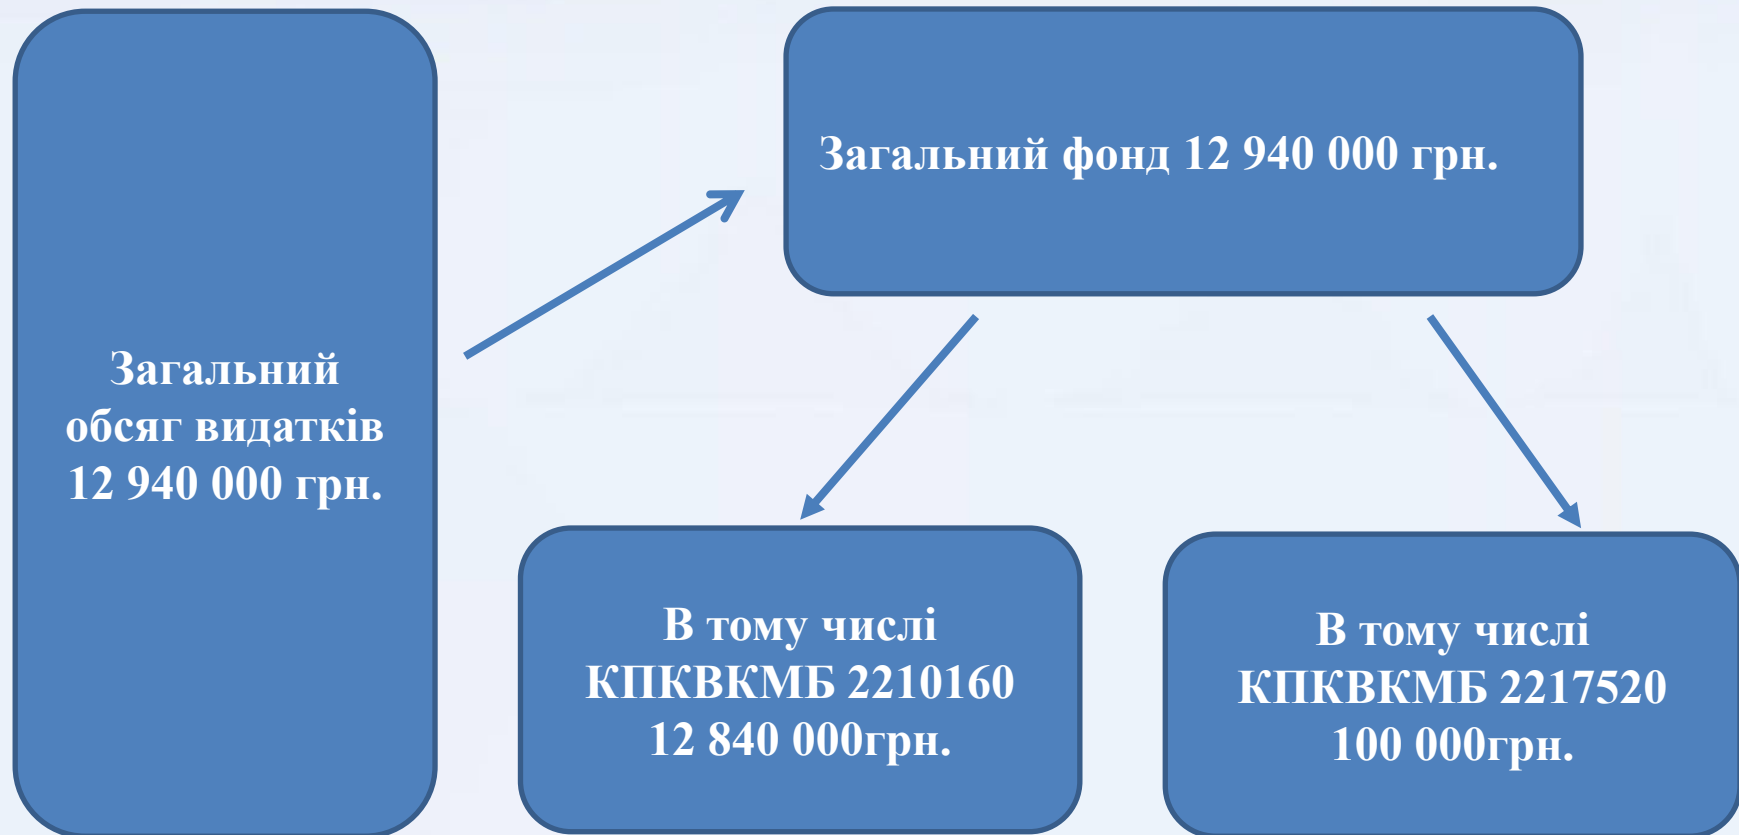 Загальний
обсяг видатків
12 940 000 грн.
Загальний фонд 12 940 000 грн.
В тому числі
КПКВКМБ 2210160
12 840 000грн.
В тому числі
КПКВКМБ 2217520
100 000грн.